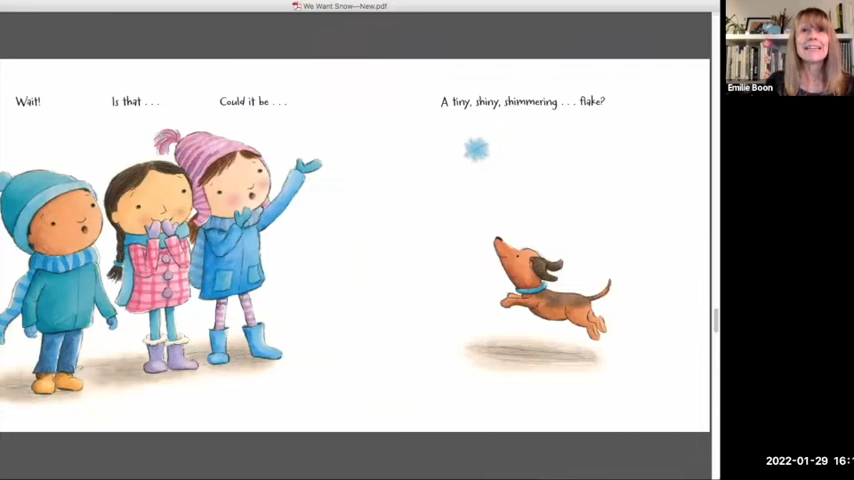 We Want Snow—New.pdf
Wait! Is that . . . Could it be . . . A tiny, shiny, shimmering . . . flake?
Emilie Boon
2022-01-29 16:1